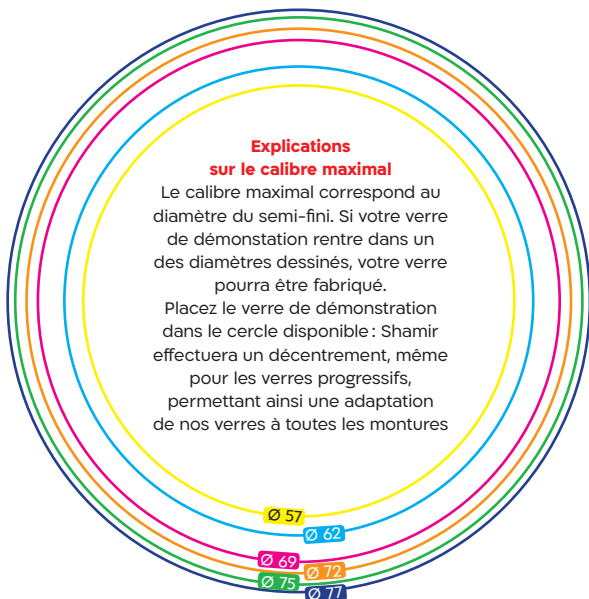 Explications
sur le calibre maximal
Le calibre maximal correspond au
diamètre du semi-fini. Si votre verre
de démonstation rentre dans un
des diamètres dessinés, votre verre
pourra être fabriqué.
Placez le verre de démonstration
dans le cercle disponible : Shamir
effectuera un décentrement, même
pour les verres progressifs,
permettant ainsi une adaptation
de nos verres à toutes les montures
Ø 57
Ø 62
Ø 69
Ø 72
Ø 75
Ø 77